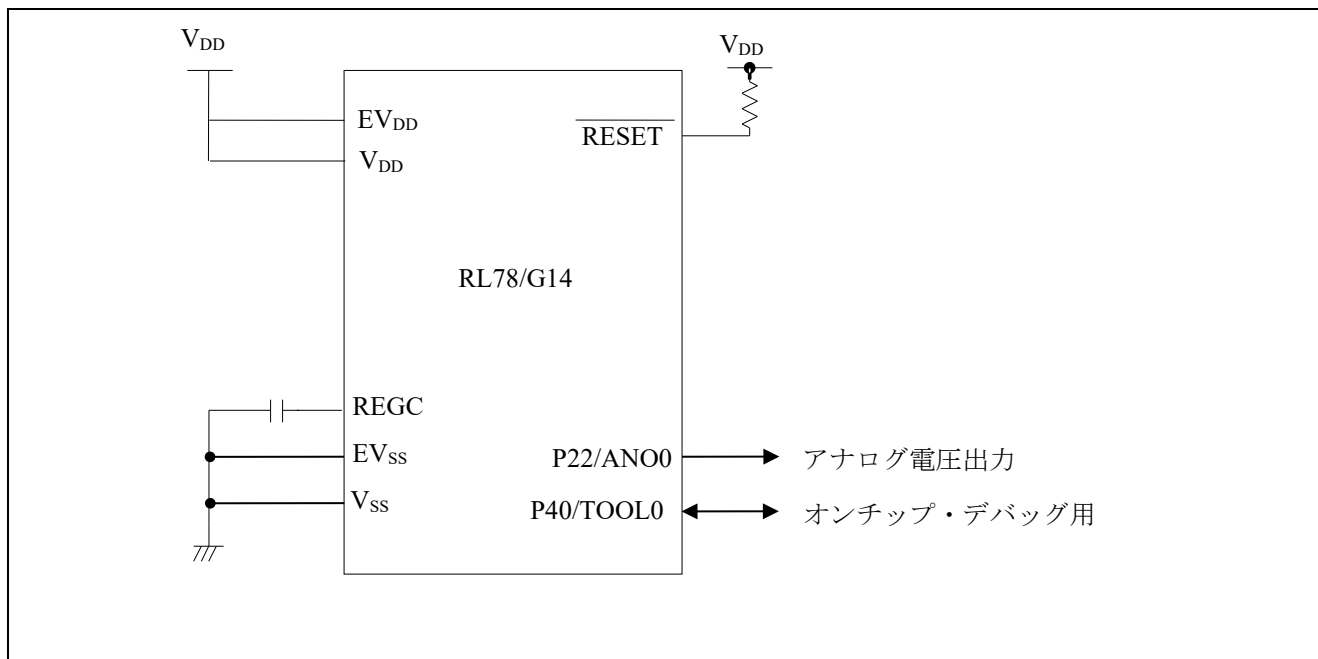 VDD
VDD
EVDD
RESET
VDD
RL78/G14
REGC
EVSS
P22/ANO0
アナログ電圧出力
VSS
P40/TOOL0
オンチップ・デバッグ用